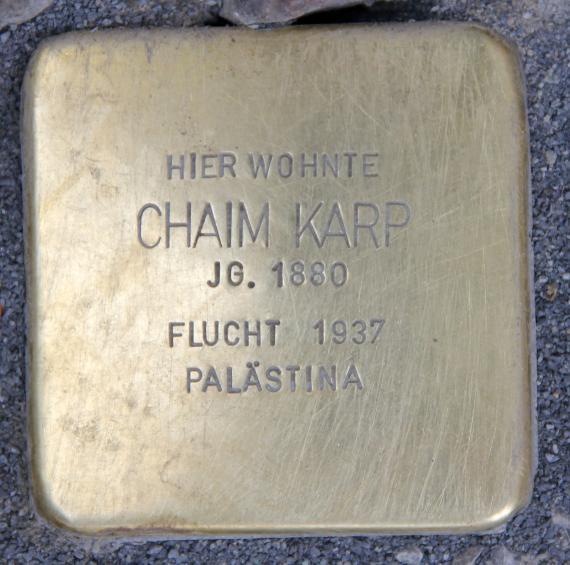 HIER WOHNTE
CHAIM KARP
JG. 1880
FLUCHT 1937
PALÄSTINA